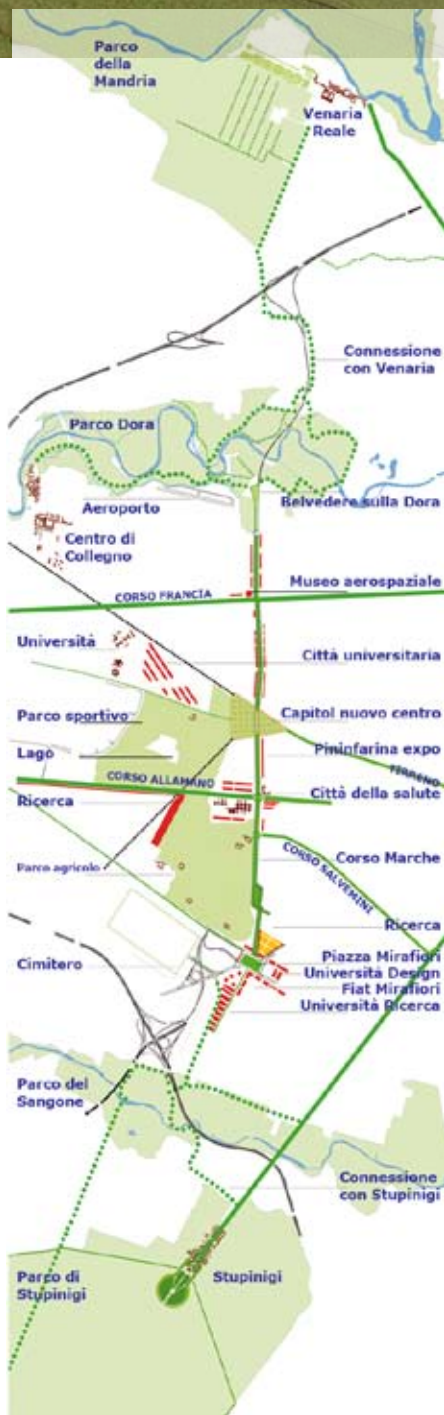 Parco
della
Mandria
Venaria
Reale
Connessione
con Venaria
Parco Dora
Aeroporto
Belvedere sulla Dora
Centro di
Collegno
Museo aerospaziale
CORSO FRANCIA
Università
Città universitaria
Parco sportivo
Capitol nuovo centro
Lago
Pininfarina expo
TERRENO
CORSO ALLAMANO
Ricerca
Città della salute
Parco agricolo
Corso Marche
CORSO SALVEMINI
Ricerca
Cimitero
Piazza Mirafiori
Università Design
Fiat Mirafiori
Università Ricerca
Parco del
Sangone
Connessione
con Stupinigi
Parco di
Stupinigi
Stupinigi